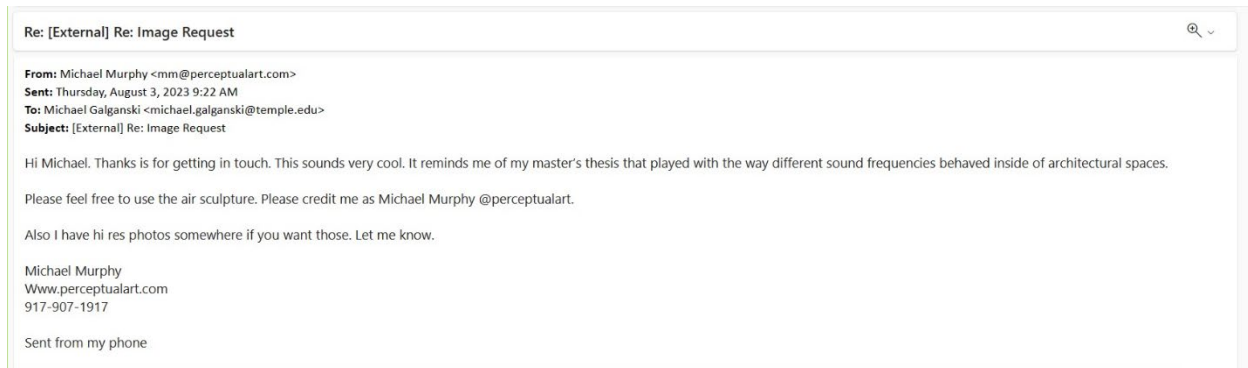 Re: [External] Re: Image Request
From: Michael Murphy <mm@perceptualart.com>
Sent: Thursday, August 3, 2023 9:22 AM
To: Michael Galganski <michael.galganski@temple.edu>
Subject: [External] Re: Image Request
Hi Michael. Thanks is for getting in touch. This sounds very cool. It reminds me of my master's thesis that played with the way different sound frequencies behaved inside of architectural spaces.
Please feel free to use the air sculpture. Please credit me as Michael Murphy @perceptualart.
Also I have hi res photos somewhere if you want those. Let me know.
Michael Murphy
Www.perceptualart.com
917-907-1917
Sent from my phone